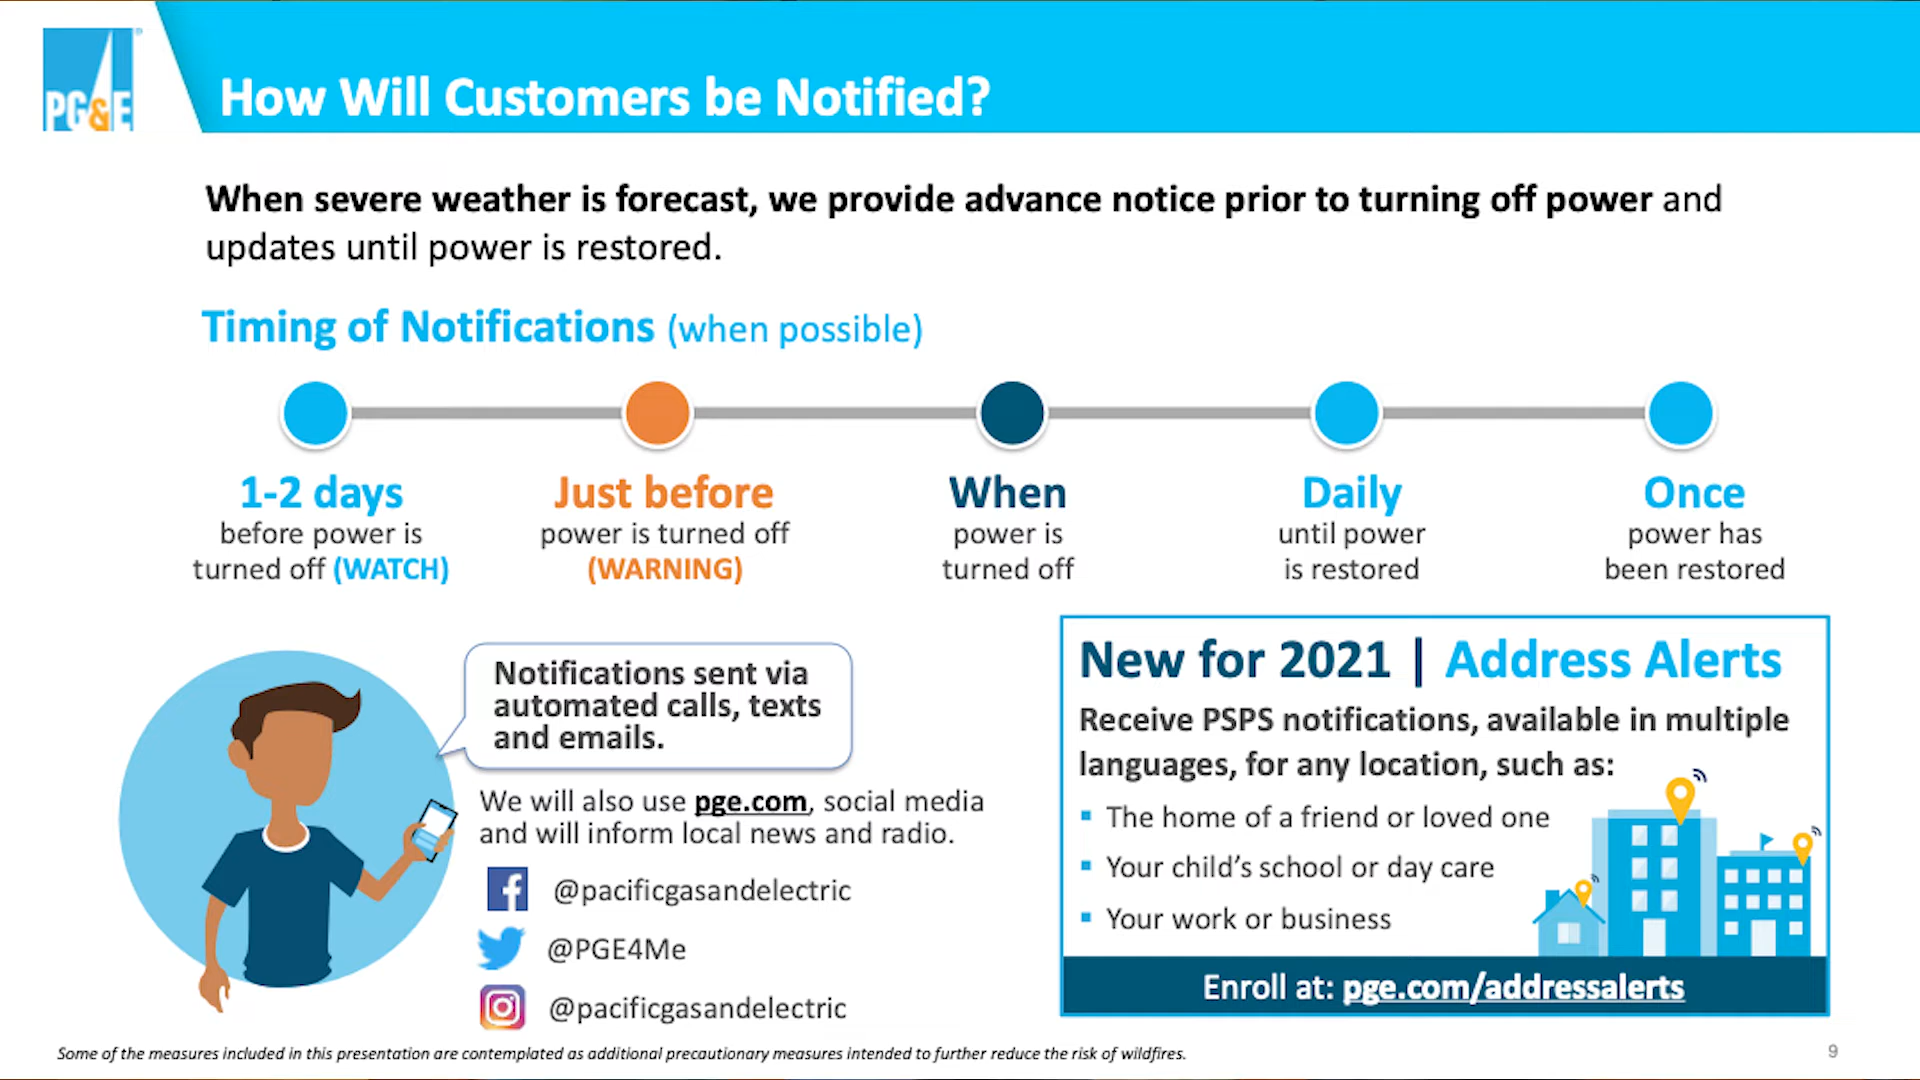 PG&E
How Will Customers be Notified?
When severe weather is forecast, we provide advance notice prior to turning off power and
updates until power is restored.
Timing of Notifications (when possible)
1-2 days
before power is
turned off (WATCH)
Just before
power is turned off
(WARNING)
When
power is
turned off
Daily
until power
is restored
Once
power has
been restored
Notifications sent via
automated calls, texts
and emails.
We will also use pge.com, social media
and will inform local news and radio.
@pacificgasandelectric
@PGE4Me
@pacificgasandelectric
New for 2021 | Address Alerts
Receive PSPS notifications, available in multiple
languages, for any location, such as:
▪ The home of a friend or loved one
▪ Your child's school or day care
▪ Your work or business
Enroll at: pge.com/addressalerts
Some of the measures included in this presentation are contemplated as additional precautionary measures intended to further reduce the risk of wildfires.
9